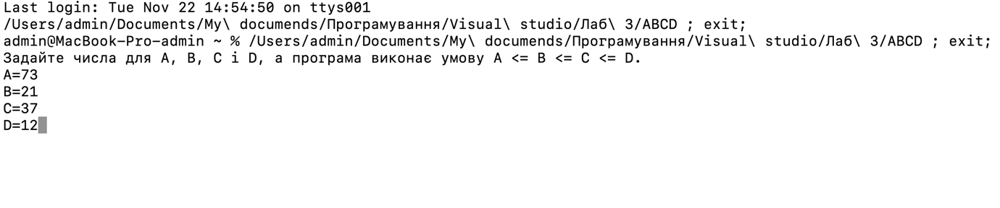 Last login: Tue Nov 22 14:54:50 on ttys001
/Users/admin/Documents/My\ documends/Програмування/Visual\ studio/Лаб\ 3/ABCD ; exit;
admin@MacBook-Pro-admin ~ % /Users/admin/Documents/My\ documends/Програмування/Visual\ studio/Лаб\ 3/ABCD ; exit;
Задайте числа для A, B, C і D, а програма виконає умову A <= B <= C <= D.
A=73
B=21
C=37
D=12